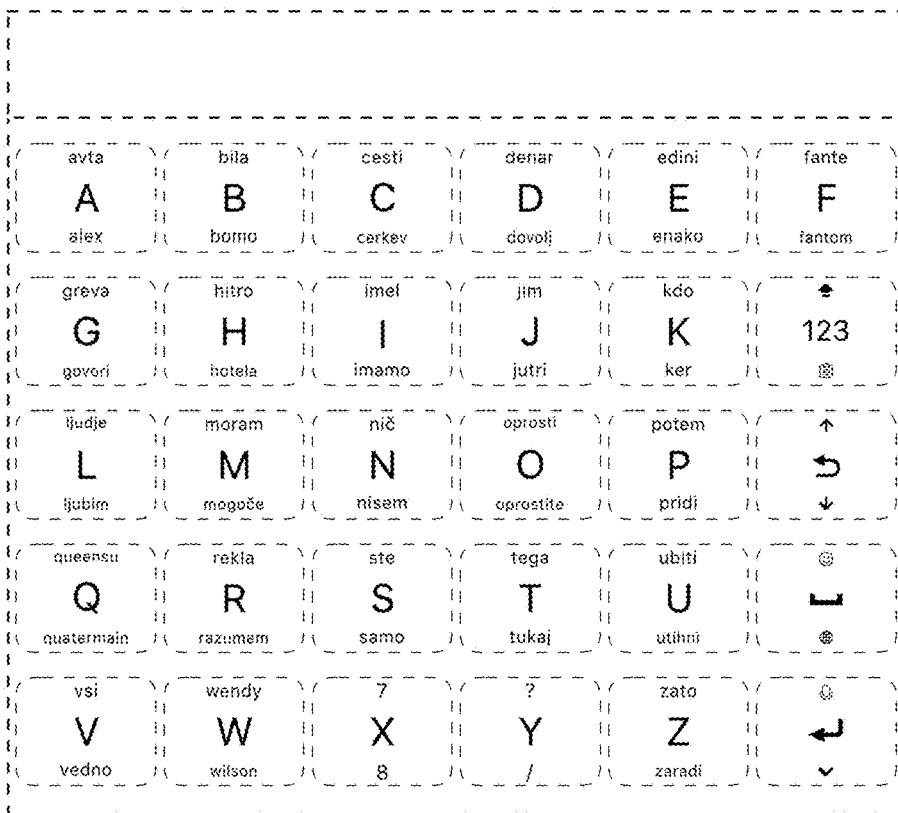 avta bila cesti denar edini fante
A B C D E F
alex bomo cerkev dovolj enako fantom
greva hitro imel jim kdo
G H I J K 123
govori hotela imamo jutri ker
ljudje moram nič oprosti potem
L M N O P
ljubim mogoče nisem oprostite pridi
queensu rekla ste tega ubiti
Q R S T U
quatermain razumem samo tukaj utihni
vsi wendy 7 ? zato
V W X Y Z
vedno wilson 8 / zaradi